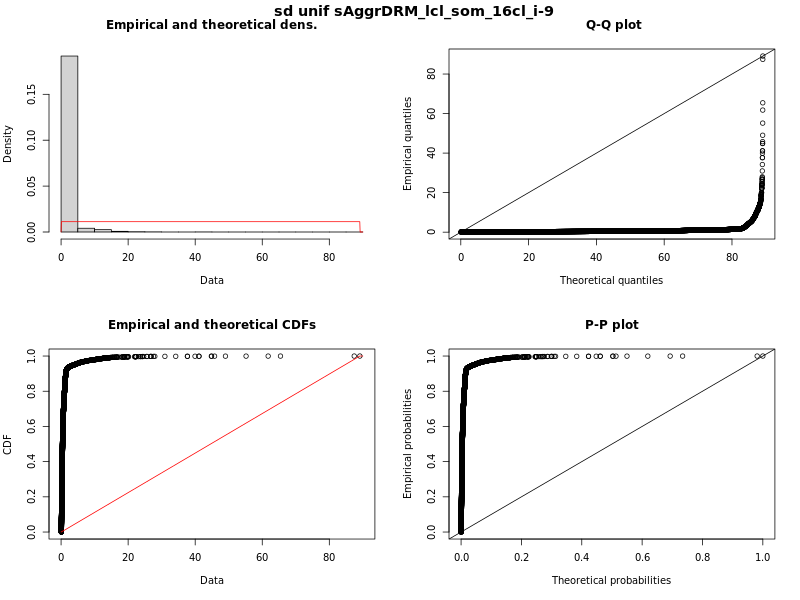 sd unif sAggrDRM_lcl_som_16cl_i-9
Empirical and theoretical dens.
Density
0.00 0.05 0.10 0.15
0 20 40 60 80
Data
Q-Q plot
Empirical quantiles
0 20 40 60 80
0 20 40 60 80
Theoretical quantiles
Empirical and theoretical CDFs
CDF
0.0 0.2 0.4 0.6 0.8 1.0
0 20 40 60 80
Data
P-P plot
Empirical probabilities
0.0 0.2 0.4 0.6 0.8 1.0
0.0 0.2 0.4 0.6 0.8 1.0
Theoretical probabilities